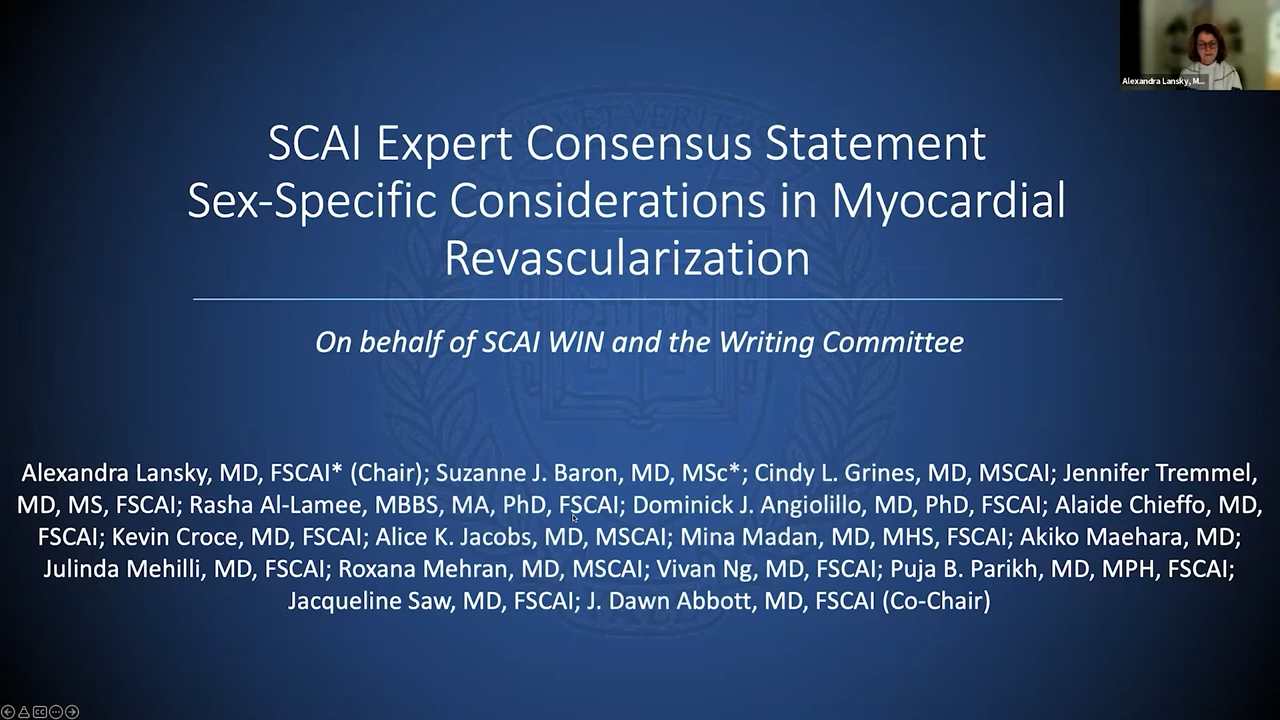 Alexandra Lansky, M...
SCAI Expert Consensus Statement
Sex-Specific Considerations in Myocardial
Revascularization
On behalf of SCAI WIN and the Writing Committee
Alexandra Lansky, MD, FSCAI* (Chair); Suzanne J. Baron, MD, MSc*; Cindy L. Grines, MD, MSCAI; Jennifer Tremmel,
MD, MS, FSCAI; Rasha Al-Lamee, MBBS, MA, PhD, FSCAI; Dominick J. Angiolillo, MD, PhD, FSCAI; Alaide Chieffo, MD,
FSCAI; Kevin Croce, MD, FSCAI; Alice K. Jacobs, MD, MSCAI; Mina Madan, MD, MHS, FSCAI; Akiko Maehara, MD;
Julinda Mehilli, MD, FSCAI; Roxana Mehran, MD, MSCAI; Vivan Ng, MD, FSCAI; Puja B. Parikh, MD, MPH, FSCAI;
Jacqueline Saw, MD, FSCAI; J. Dawn Abbott, MD, FSCAI (Co-Chair)